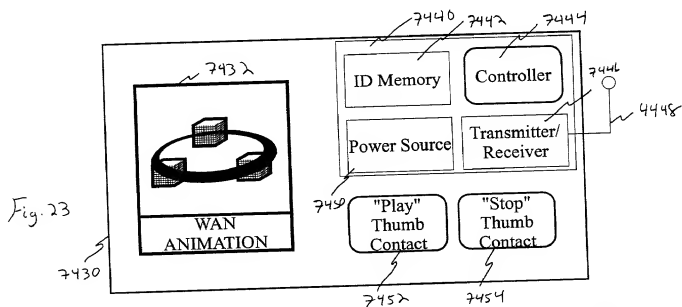 7440
7442
7444
7432
7446
ID Memory
Controller
4448
Power Source
Transmitter/
Receiver
7450
Fig. 23
WAN
ANIMATION
"Play"
Thumb
Contact
"Stop"
Thumb
Contact
7430
7452
7454